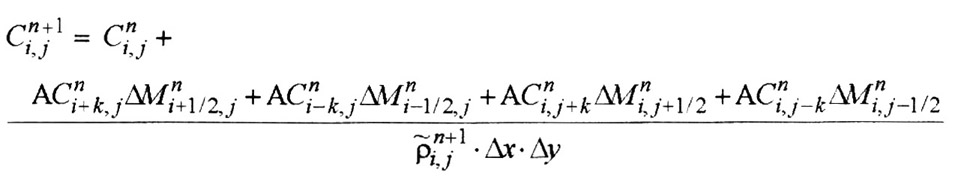 C^{n+1}_{i,j} = C^{n}_{i,j} +
AC^{n}_{i+k,j}ΔM^{n}_{i+1/2,j} + AC^{n}_{i-k,j}ΔM^{n}_{i-1/2,j} + AC^{n}_{i,j+k}ΔM^{n}_{i,j+1/2} + AC^{n}_{i,j-k}ΔM^{n}_{i,j-1/2}
ρ̃^{n+1}_{i,j} · Δx · Δy